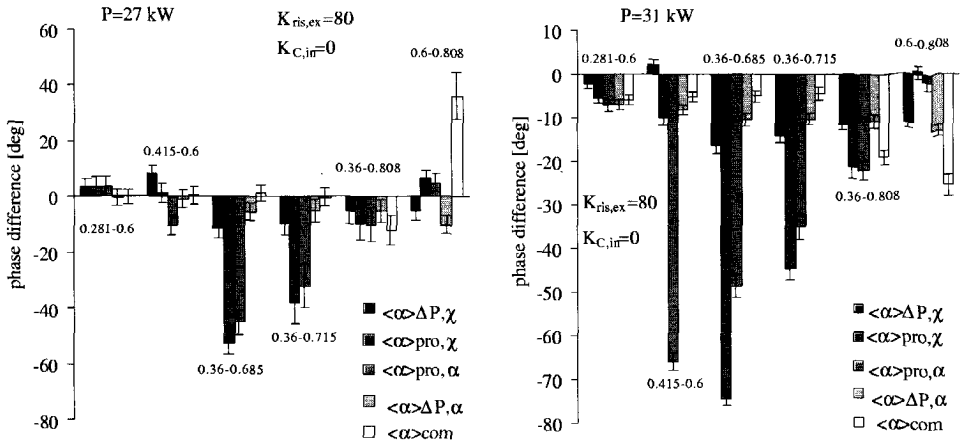 P=27 kW
K_ris,ex=80
K_C,in=0
phase difference [deg]
60
40
20
0
-20
-40
-60
-80
0.281-0.6
0.415-0.6
0.36-0.685
0.36-0.715
0.36-0.808
0.6-0.808
<α>ΔP,χ
<α>pro,χ
<α>pro,α
<α>ΔP,α
<α>com
P=31 kW
phase difference [deg]
10
0
-10
-20
-30
-40
-50
-60
-70
-80
0.281-0.6
0.415-0.6
0.36-0.685
0.36-0.715
0.36-0.808
0.6-0.808
K_ris,ex=80
K_C,in=0
<α>ΔP,χ
<α>pro,χ
<α>pro,α
<α>ΔP,α
<α>com